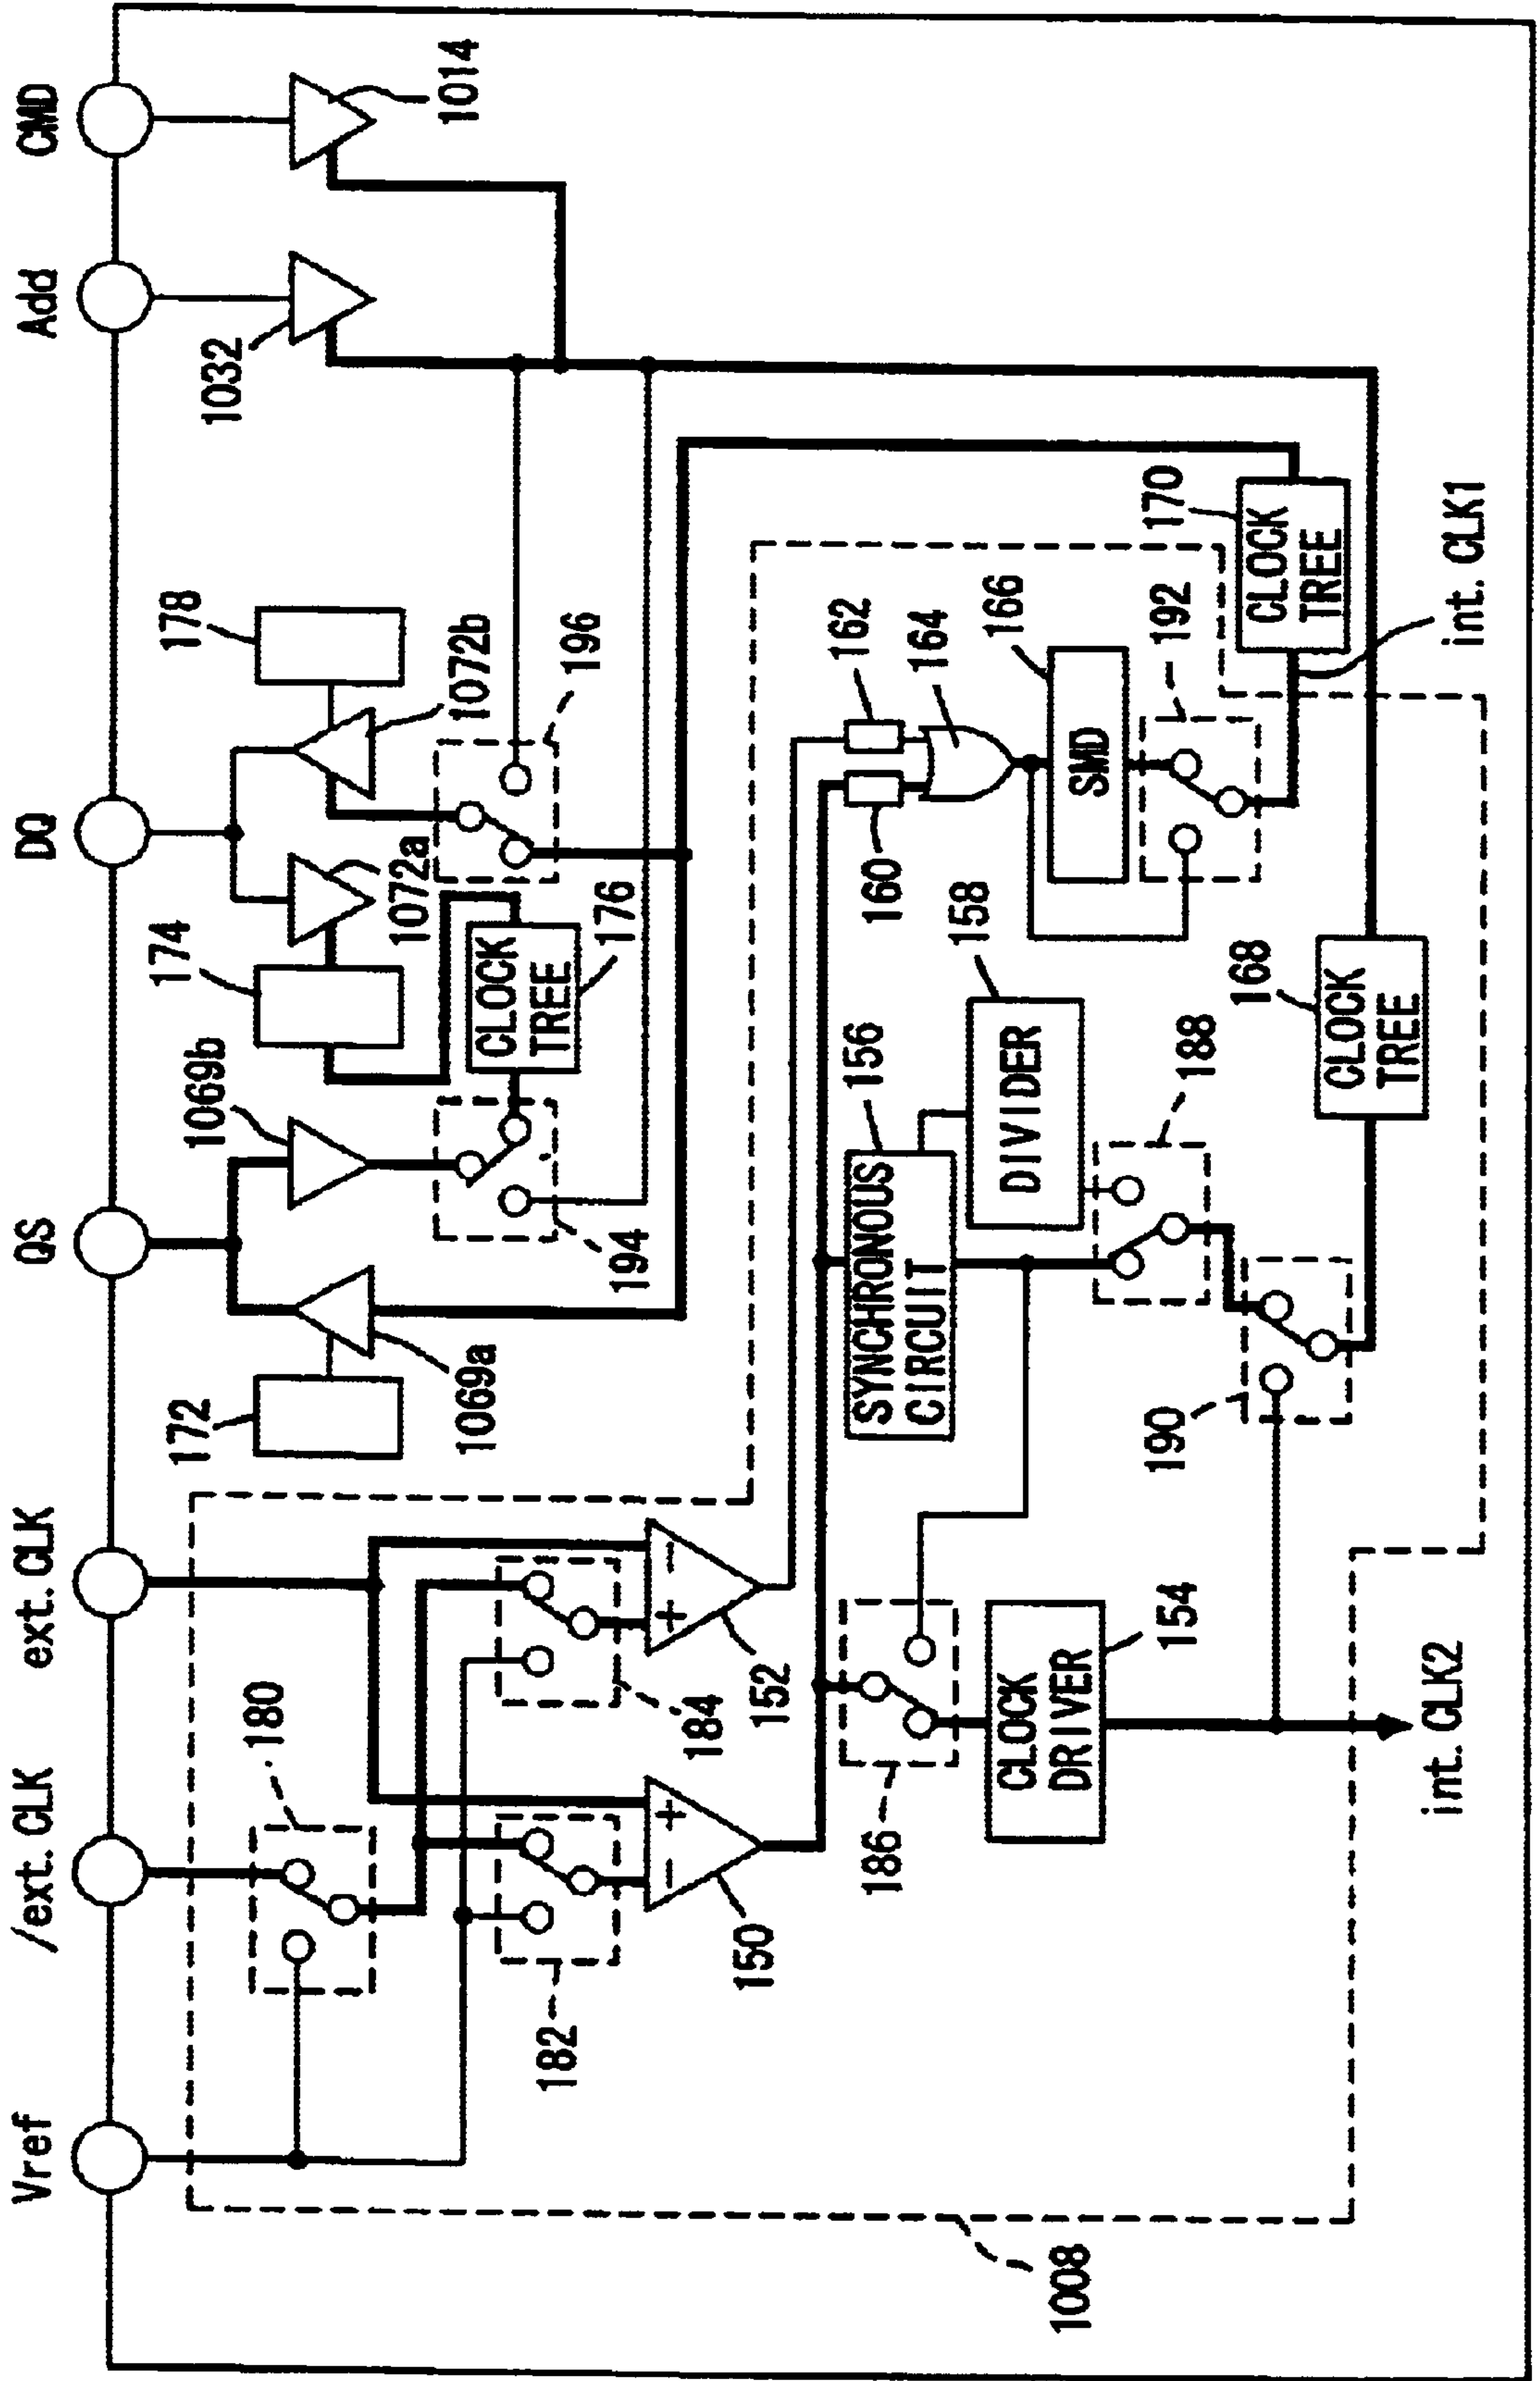 Vref
/ext.CLK
ext.CLK
QS
DQ
Add
CMD
180
172
1069a
1069b
174
1072a
1072b
178
1032
1014
182
184
194
CLOCK
TREE
176
196
150
152
SYNCHRONOUS
CIRCUIT
156
DIVIDER
158
160
162
164
SMD
166
186
CLOCK
DRIVER
154
190
188
192
CLOCK
TREE
168
CLOCK
TREE
170
int.CLK1
int.CLK2
1008